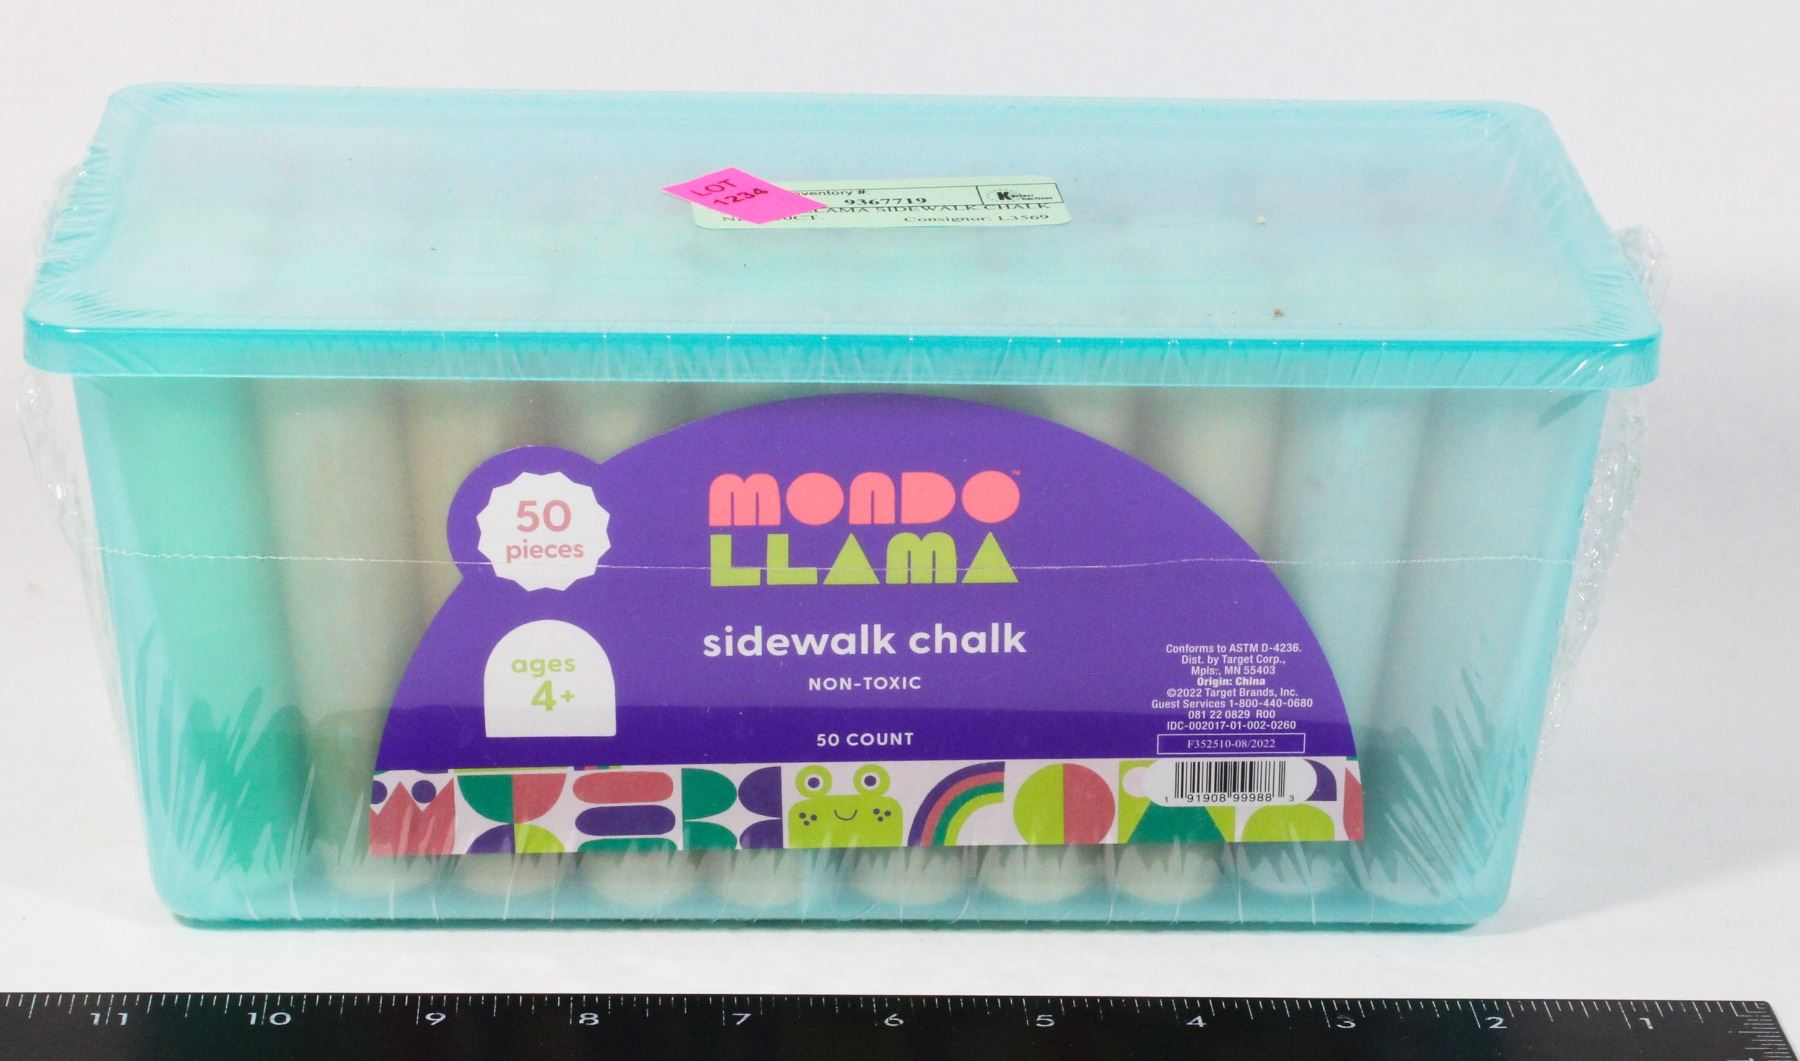 LOT
1234
ventory #:
9367719
LLAMA SIDEWALK CHALK
Consignor: L3569
50
pieces
MONDO™
LLAMA
ages
4+
sidewalk chalk
NON-TOXIC
50 COUNT
Conforms to ASTM D-4236.
Dist. by Target Corp.,
Mpls., MN 55403
Origin: China
©2022 Target Brands, Inc.
Guest Services 1-800-440-0680
081 22 0829 R00
IDC-002017-01-002-0260
F352510-08/2022
1 91908 99988 3
11 10 9 8 7 6 5 4 3 2 1